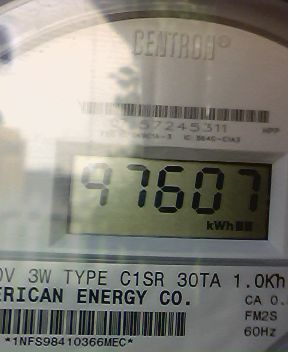 CENTRON®
57245311
97607
kWh
0V 3W TYPE C1SR 30TA 1.0Kh
ERICAN ENERGY CO.
CA 0.
FM2S
60Hz
*1NFS98410366MEC*